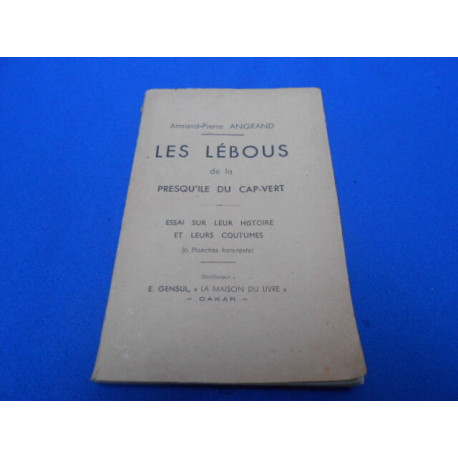 Armand-Pierre ANGRAND
LES LÉBOUS
de la
PRESQU'ILE DU CAP-VERT
ESSAI SUR LEUR HISTOIRE
ET LEURS COUTUMES
(6 Planches hors-texte)
Distributeur :
E. GENSUL, « LA MAISON DU LIVRE »
— DAKAR —